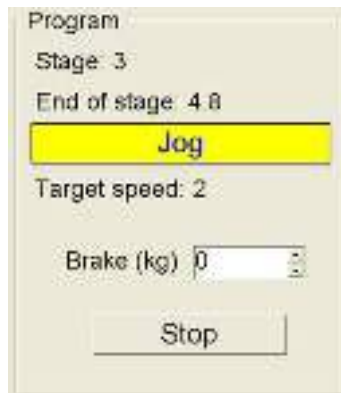 Program
Stage: 3
End of stage: 4.8
Jog
Target speed: 2
Brake (kg) 0
Stop